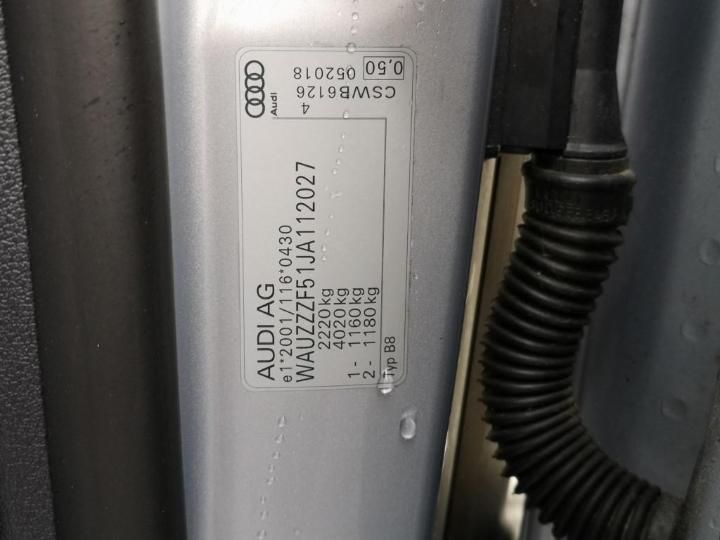 AUDI AG
e1*2001/116*0430
WAUZZZF51JA112027
2220 kg
4020 kg
1 - 1160 kg
2 - 1180 kg
Typ B8
Audi
4
CSWB6126
052018
0,50